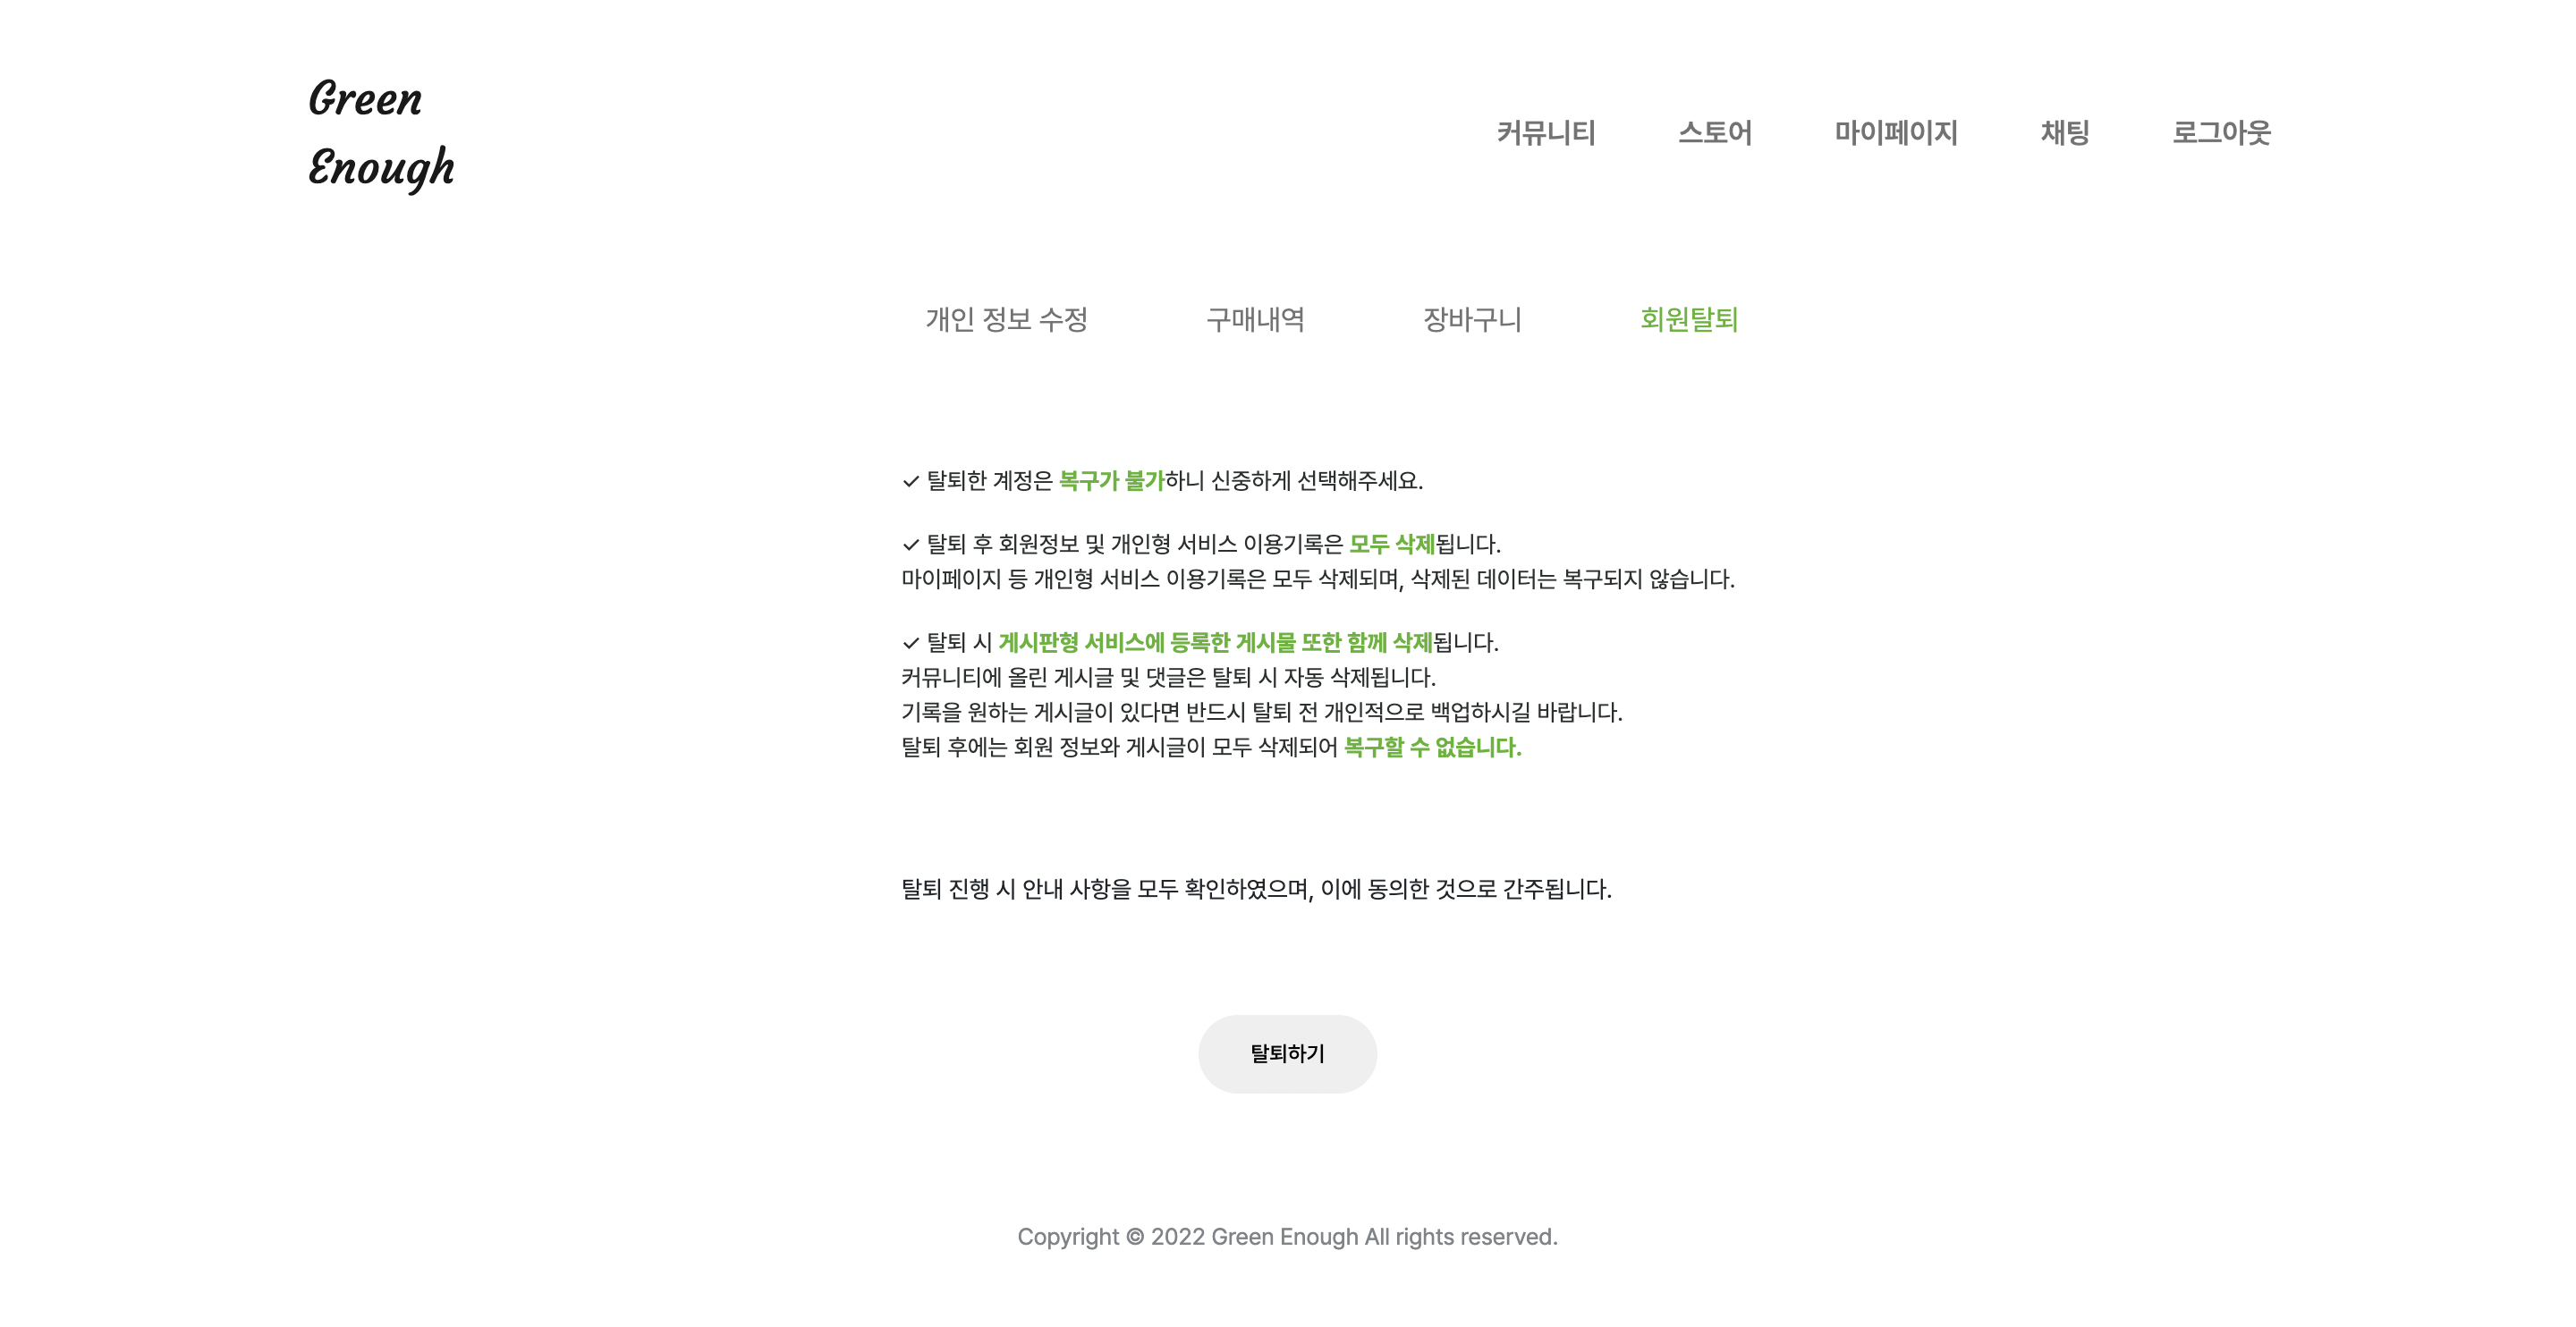 Green
Enough
커뮤니티 스토어 마이페이지 채팅 로그아웃
개인 정보 수정 구매내역 장바구니 회원탈퇴
✓ 탈퇴한 계정은 복구가 불가하니 신중하게 선택해주세요.
✓ 탈퇴 후 회원정보 및 개인형 서비스 이용기록은 모두 삭제됩니다.
마이페이지 등 개인형 서비스 이용기록은 모두 삭제되며, 삭제된 데이터는 복구되지 않습니다.
✓ 탈퇴 시 게시판형 서비스에 등록한 게시물 또한 함께 삭제됩니다.
커뮤니티에 올린 게시글 및 댓글은 탈퇴 시 자동 삭제됩니다.
기록을 원하는 게시글이 있다면 반드시 탈퇴 전 개인적으로 백업하시길 바랍니다.
탈퇴 후에는 회원 정보와 게시글이 모두 삭제되어 복구할 수 없습니다.
탈퇴 진행 시 안내 사항을 모두 확인하였으며, 이에 동의한 것으로 간주됩니다.
탈퇴하기
Copyright © 2022 Green Enough All rights reserved.